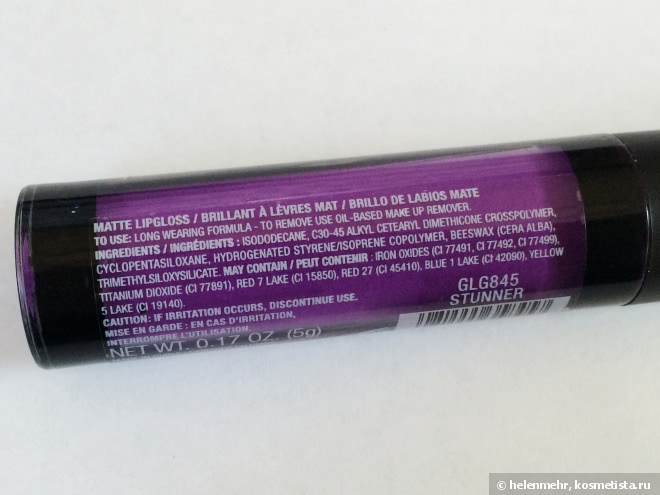 MATTE LIPGLOSS / BRILLANT À LÈVRES MAT / BRILLO DE LABIOS MATE
TO USE: LONG WEARING FORMULA - TO REMOVE USE OIL-BASED MAKE UP REMOVER.
INGREDIENTS / INGRÉDIENTS : ISODODECANE, C30-45 ALKYL CETEARYL DIMETHICONE CROSSPOLYMER,
CYCLOPENTASILOXANE, HYDROGENATED STYRENE/ISOPRENE COPOLYMER, BEESWAX (CERA ALBA),
TRIMETHYLSILOXYSILICATE. MAY CONTAIN / PEUT CONTENIR : IRON OXIDES (CI 77491, CI 77492, CI 77499),
TITANIUM DIOXIDE (CI 77891), RED 7 LAKE (CI 15850), RED 27 (CI 45410), BLUE 1 LAKE (CI 42090), YELLOW
5 LAKE (CI 19140).
CAUTION: IF IRRITATION OCCURS, DISCONTINUE USE.
MISE EN GARDE : EN CAS D'IRRITATION,
INTERROMPRE L'UTILISATION.
NET WT. 0.17 OZ. (5g)
GLG845
STUNNER
© helenmehr, kosmetista.ru